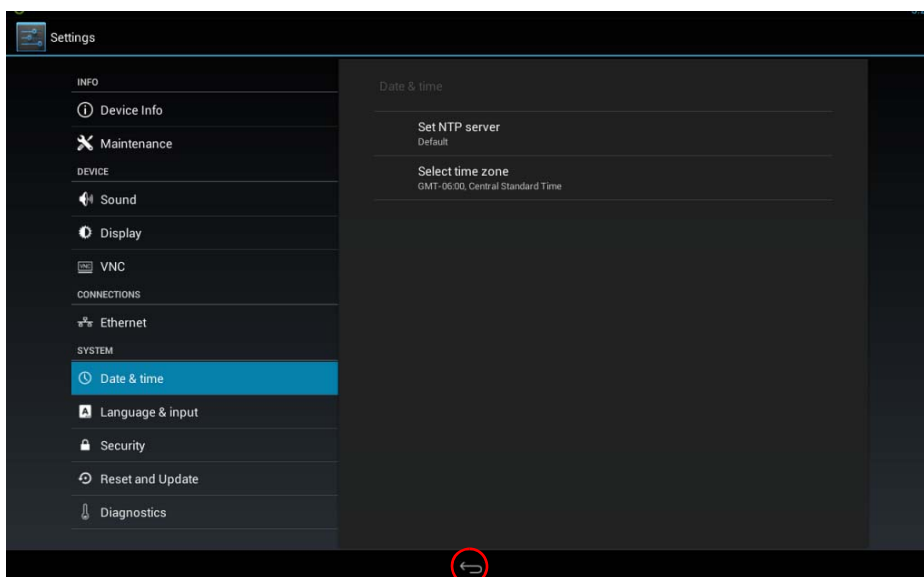 Settings
INFO
Device Info
Maintenance
DEVICE
Sound
Display
VNC
VNC
CONNECTIONS
Ethernet
SYSTEM
Date & time
A
Language & input
Security
Reset and Update
Diagnostics
Date & time
Set NTP server
Default
Select time zone
GMT-06:00, Central Standard Time